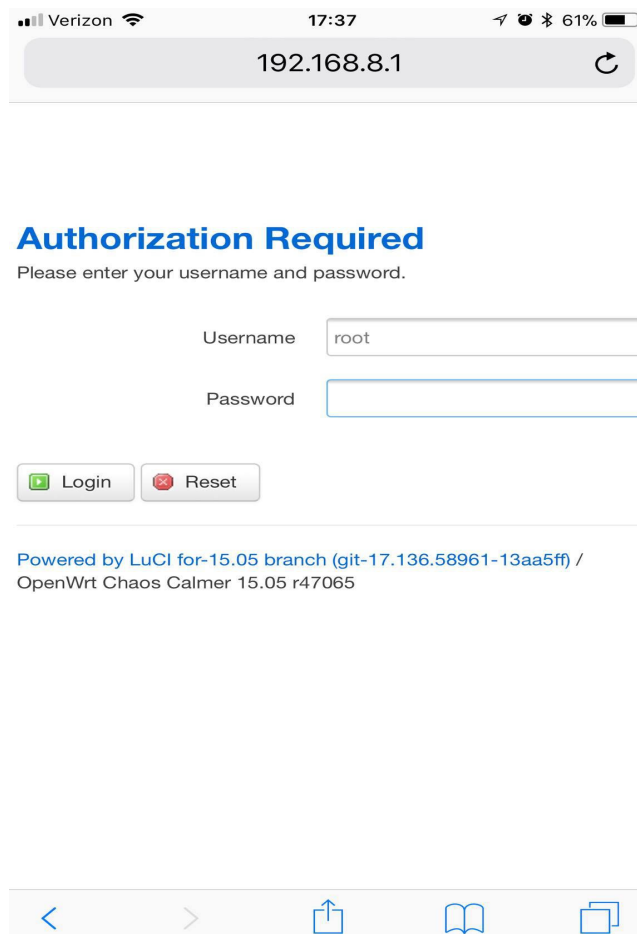 Verizon 17:37 61%
192.168.8.1
Authorization Required
Please enter your username and password.
Username root
Password
Login Reset
Powered by LuCI for-15.05 branch (git-17.136.58961-13aa5ff) /
OpenWrt Chaos Calmer 15.05 r47065